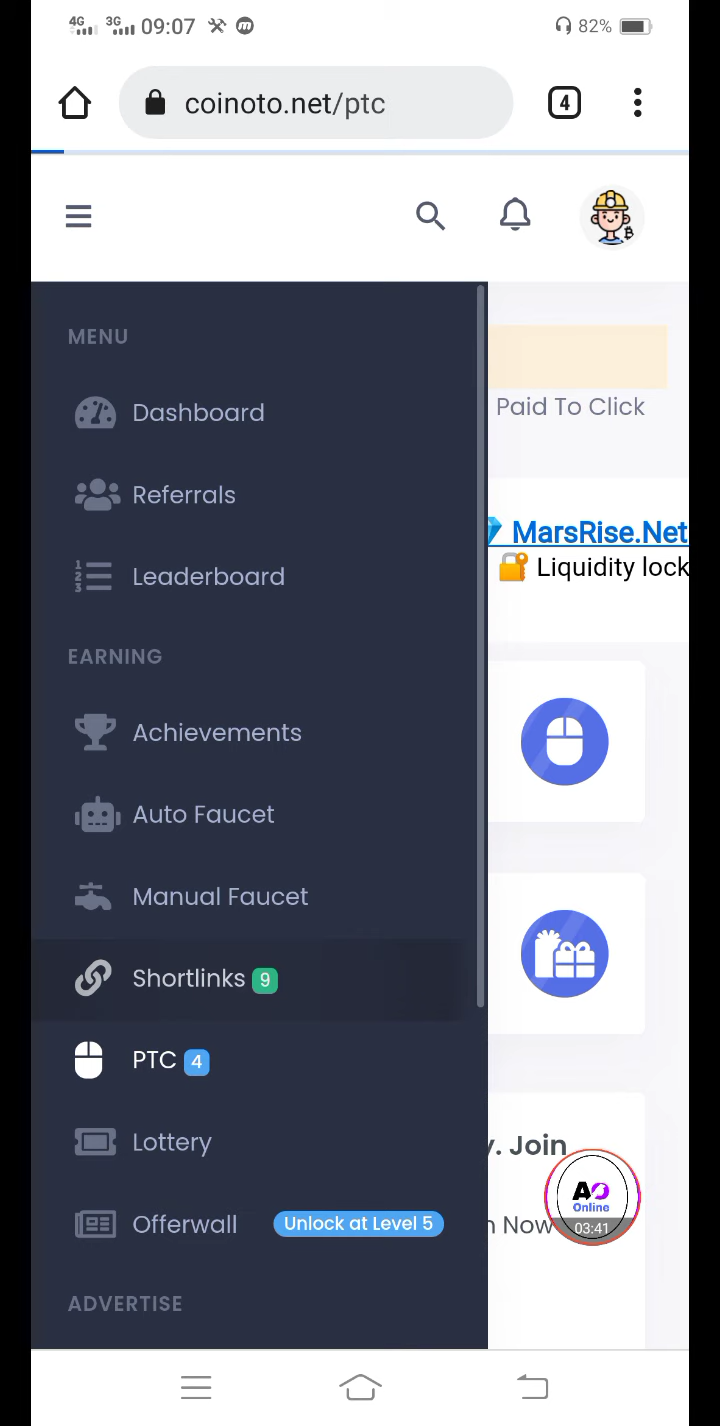 4G 3G 09:07 82%
coinoto.net/ptc 4
MENU
Dashboard
Paid To Click
Referrals
MarsRise.Net
Liquidity lock
Leaderboard
EARNING
Achievements
Auto Faucet
Manual Faucet
Shortlinks 9
PTC 4
Lottery
. Join
Offerwall Unlock at Level 5
Now
AO
Online
03:41
ADVERTISE